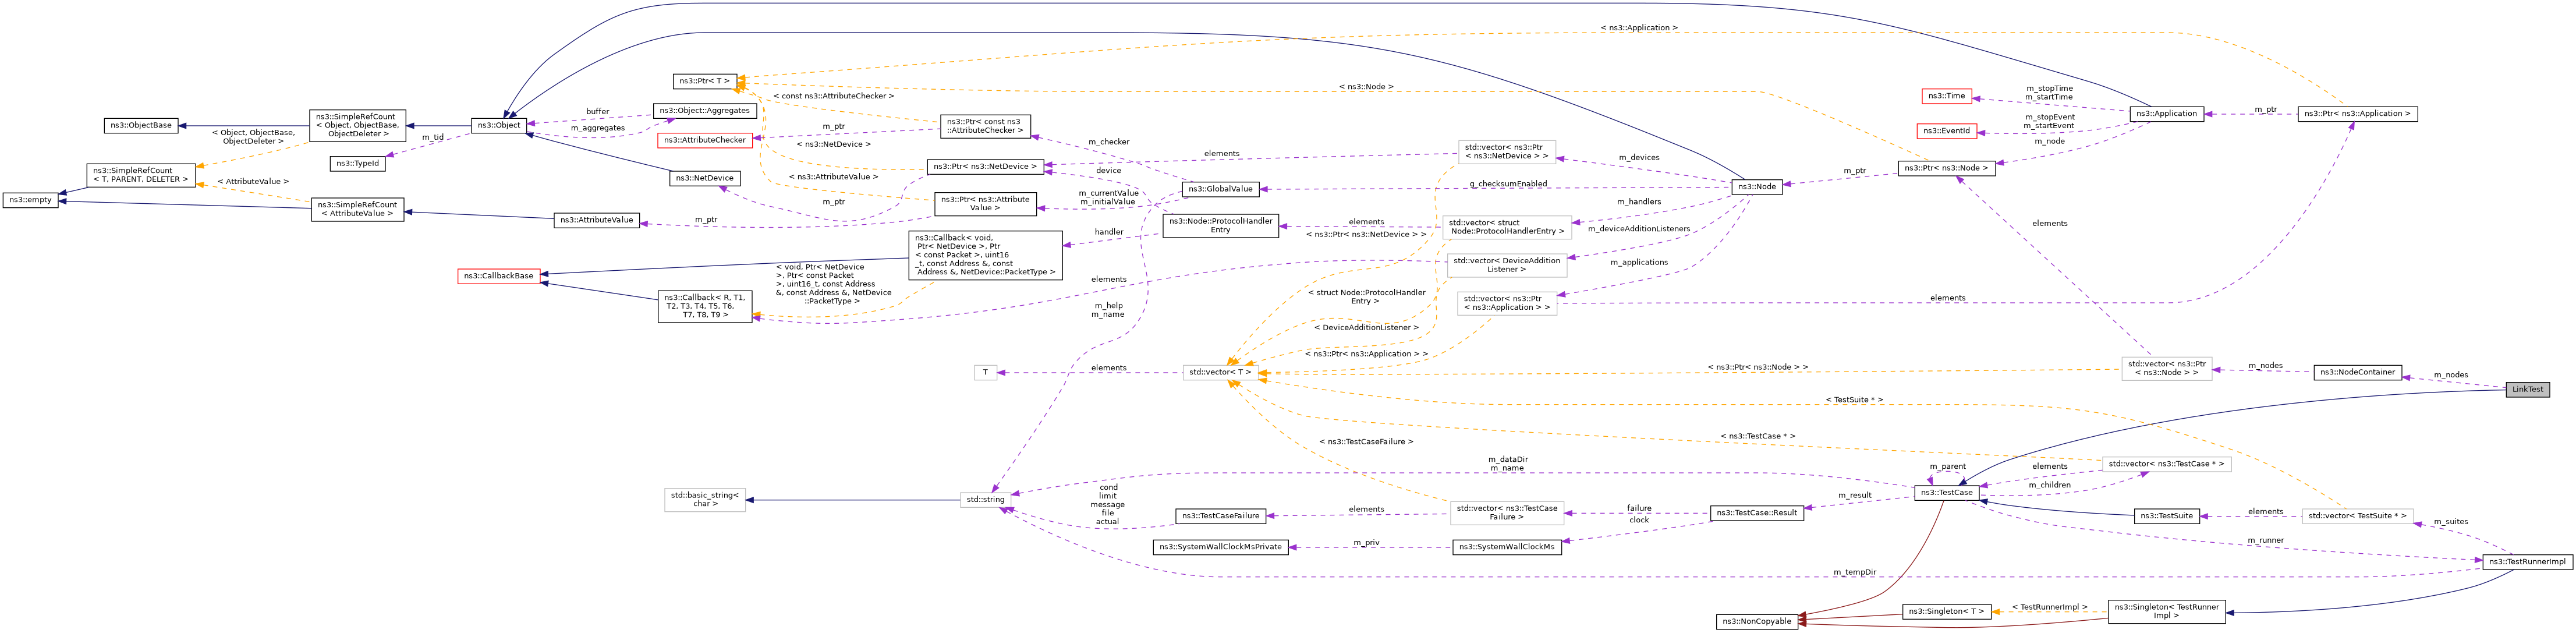 < ns3::Application >
ns3::Ptr< T >
< ns3::Node >
< const ns3::AttributeChecker >
ns3::Time
m_stopTime
m_startTime
ns3::Application
m_ptr
ns3::Ptr< ns3::Application >
ns3::ObjectBase
ns3::SimpleRefCount
< Object, ObjectBase,
ObjectDeleter >
ns3::Object
buffer
m_aggregates
ns3::Object::Aggregates
< Object, ObjectBase,
ObjectDeleter >
m_tid
ns3::TypeId
ns3::AttributeChecker
m_ptr
ns3::Ptr< const ns3
::AttributeChecker >
ns3::EventId
m_stopEvent
m_startEvent
m_node
< ns3::NetDevice >
m_checker
elements
std::vector< ns3::Ptr
< ns3::NetDevice > >
m_devices
ns3::SimpleRefCount
< T, PARENT, DELETER >
< AttributeValue >
ns3::NetDevice
< ns3::AttributeValue >
ns3::Ptr< ns3::NetDevice >
device
m_ptr
ns3::Ptr< ns3::Node >
m_ptr
ns3::Node
g_checksumEnabled
ns3::GlobalValue
m_currentValue
m_initialValue
ns3::Ptr< ns3::Attribute
Value >
m_ptr
ns3::empty
ns3::SimpleRefCount
< AttributeValue >
ns3::AttributeValue
m_ptr
ns3::Node::ProtocolHandler
Entry
elements
std::vector< struct
Node::ProtocolHandlerEntry >
m_handlers
< ns3::Ptr< ns3::NetDevice > >
m_deviceAdditionListeners
elements
ns3::Callback< void,
Ptr< NetDevice >, Ptr
< const Packet >, uint16
_t, const Address &, const
Address &, NetDevice::PacketType >
handler
std::vector< DeviceAddition
Listener >
m_applications
ns3::CallbackBase
< void, Ptr< NetDevice
>, Ptr< const Packet
>, uint16_t, const Address
&, const Address &, NetDevice
::PacketType >
elements
ns3::Callback< R, T1,
T2, T3, T4, T5, T6,
T7, T8, T9 >
m_help
m_name
< struct Node::ProtocolHandler
Entry >
std::vector< ns3::Ptr
< ns3::Application > >
elements
< DeviceAdditionListener >
< ns3::Ptr< ns3::Application > >
T
elements
std::vector< T >
< ns3::Ptr< ns3::Node > >
std::vector< ns3::Ptr
< ns3::Node > >
m_nodes
ns3::NodeContainer
m_nodes
LinkTest
< TestSuite * >
< ns3::TestCase * >
< ns3::TestCaseFailure >
m_dataDir
m_name
m_parent
elements
m_children
std::vector< ns3::TestCase * >
std::basic_string<
char >
std::string
cond
limit
message
file
actual
ns3::TestCaseFailure
elements
std::vector< ns3::TestCase
Failure >
failure
clock
ns3::TestCase::Result
m_result
ns3::TestCase
ns3::TestSuite
elements
std::vector< TestSuite * >
m_suites
ns3::SystemWallClockMsPrivate
m_priv
ns3::SystemWallClockMs
m_runner
ns3::TestRunnerImpl
m_tempDir
ns3::NonCopyable
ns3::Singleton< T >
< TestRunnerImpl >
ns3::Singleton< TestRunner
Impl >